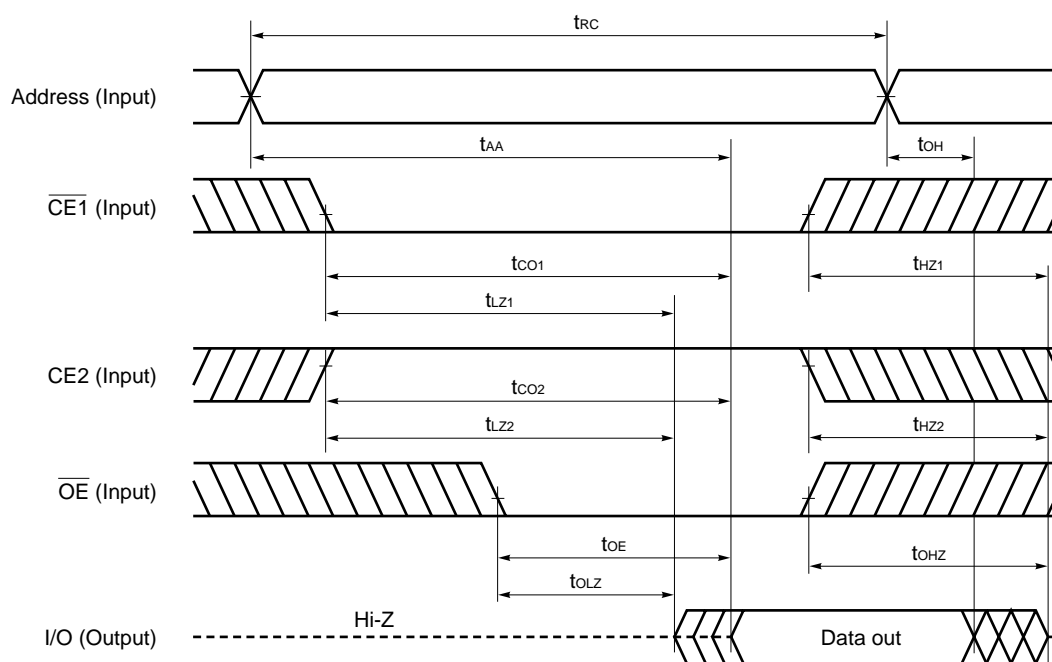 tRC
Address (Input)
tAA
tOH
CE1 (Input)
tCO1
tHZ1
tLZ1
CE2 (Input)
tCO2
tLZ2
tHZ2
OE (Input)
tOE
tOHZ
tOLZ
Hi-Z
I/O (Output)
Data out